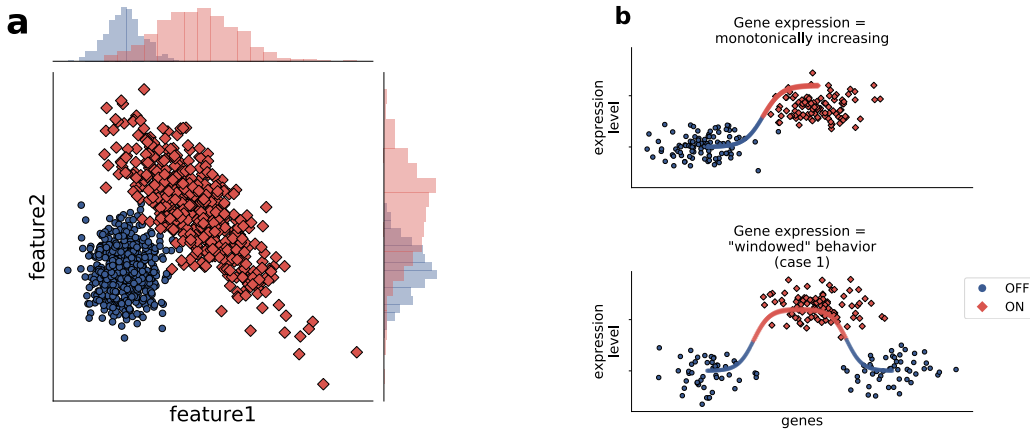 a
feature2
feature1
b
Gene expression =
monotonically increasing
expression
level
Gene expression =
"windowed" behavior
(case 1)
expression
level
genes
OFF
ON